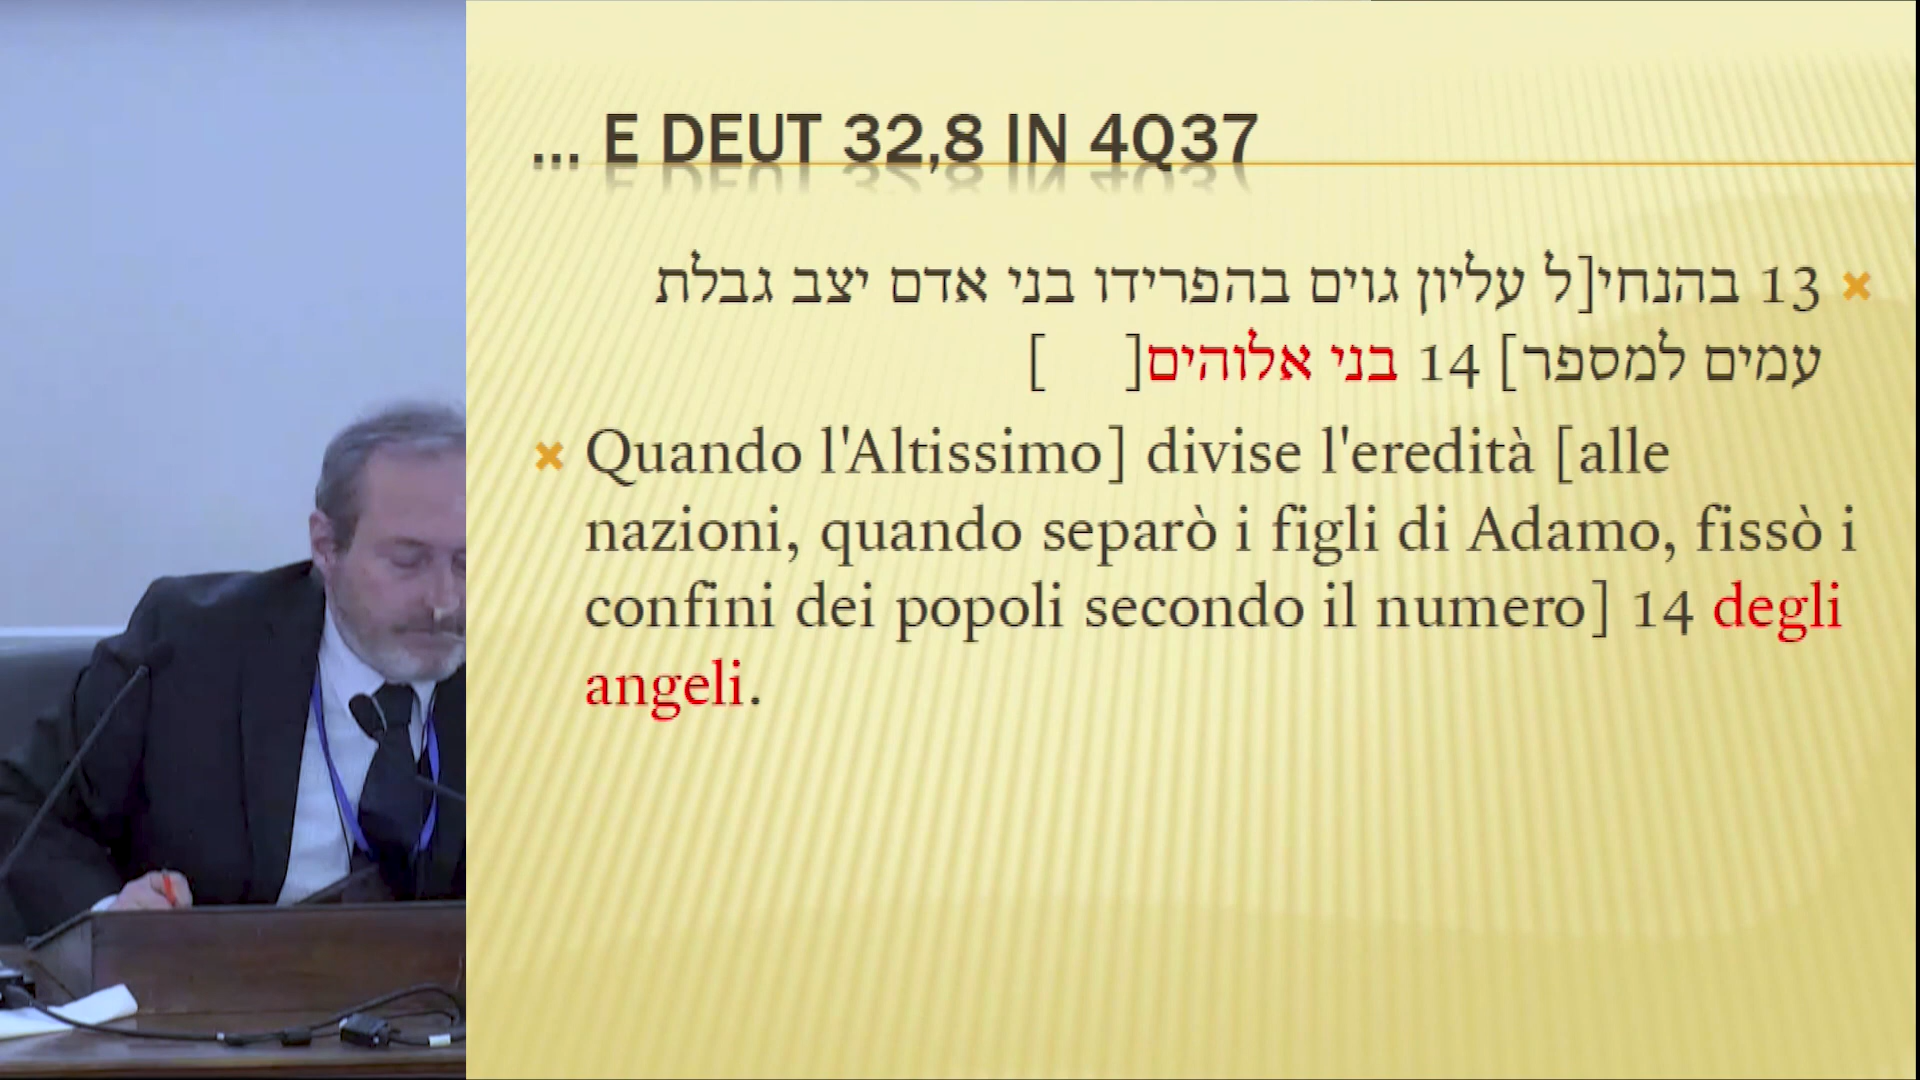 ... E DEUT 32,8 IN 4Q37
13 בהנחי[ל עליון גוים בהפרידו בני אדם יצב גבלת
עמים למספר] 14 בני אלוהים[ ]
Quando l'Altissimo] divise l'eredità [alle
nazioni, quando separò i figli di Adamo, fissò i
confini dei popoli secondo il numero] 14 degli
angeli.